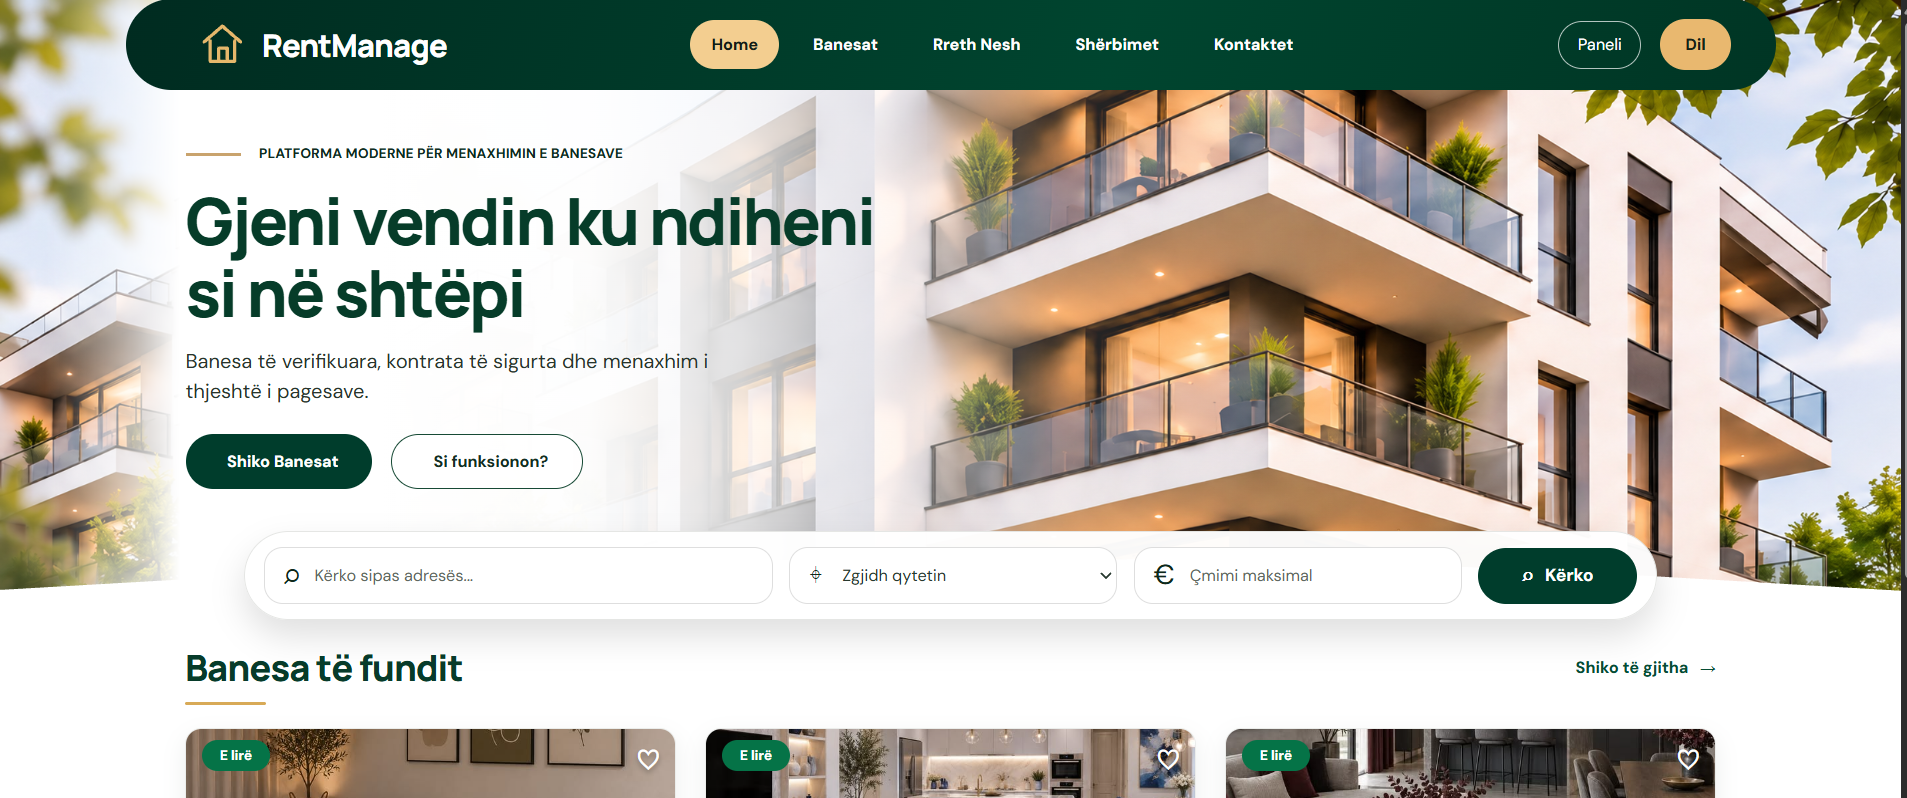 RentManage
Home
Banesat
Rreth Nesh
Shërbimet
Kontaktet
Paneli
Dil
PLATFORMA MODERNE PËR MENAXHIMIN E BANESAVE
Gjeni vendin ku ndiheni
si në shtëpi
Banesa të verifikuara, kontrata të sigurta dhe menaxhim i
thjeshtë i pagesave.
Shiko Banesat
Si funksionon?
Kërko sipas adresës...
Zgjidh qytetin
€ Çmimi maksimal
Kërko
Banesa të fundit
Shiko të gjitha →
E lirë
E lirë
E lirë